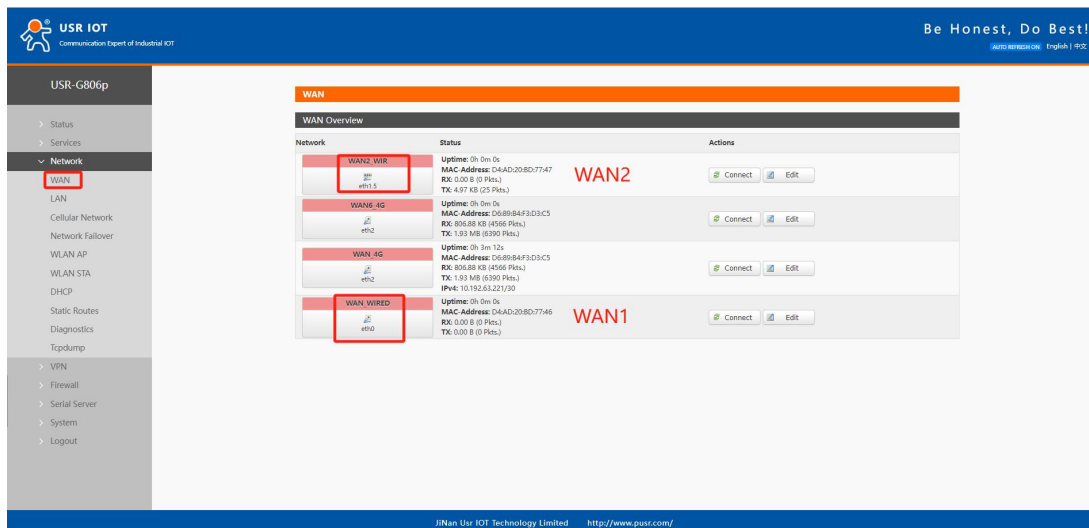 USR IOT
Communication Expert of Industrial IOT
Be Honest, Do Best!
AUTO REFRESH ON English | 中文
USR-G806p
Status
Services
Network
WAN
LAN
Cellular Network
Network Failover
WLAN AP
WLAN STA
DHCP
Static Routes
Diagnostics
Tcpdump
VPN
Firewall
Serial Server
System
Logout
WAN
WAN Overview
Network Status Actions
WAN2_WIR
eth1.5
Uptime: 0h 0m 0s
MAC-Address: D4:AD:20:BD:77:47
RX: 0.00 B (0 Pkts.)
TX: 4.97 KB (25 Pkts.)
WAN2
Connect Edit
WAN6_4G
eth2
Uptime: 0h 0m 0s
MAC-Address: D6:89:B4:F3:D3:C5
RX: 806.88 KB (4566 Pkts.)
TX: 1.93 MB (6390 Pkts.)
Connect Edit
WAN_4G
eth2
Uptime: 0h 3m 12s
MAC-Address: D6:89:B4:F3:D3:C5
RX: 806.88 KB (4566 Pkts.)
TX: 1.93 MB (6390 Pkts.)
IPv4: 10.192.63.221/30
Connect Edit
WAN_WIRED
eth0
Uptime: 0h 0m 0s
MAC-Address: D4:AD:20:BD:77:46
RX: 0.00 B (0 Pkts.)
TX: 0.00 B (0 Pkts.)
WAN1
Connect Edit
JiNan Usr IOT Technology Limited http://www.pusr.com/